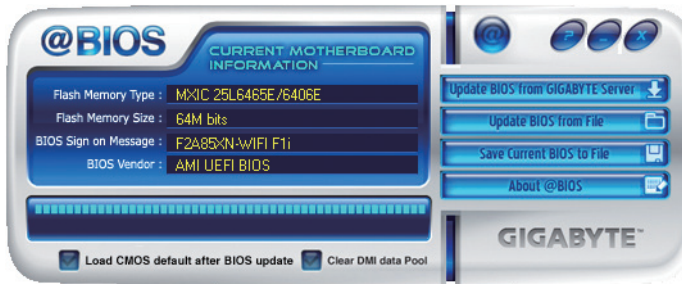 @BIOS
CURRENT MOTHERBOARD
INFORMATION
Flash Memory Type : MXIC 25L6465E/6406E
Flash Memory Size : 64M bits
BIOS Sign on Message : F2A85XN-WIFI F1i
BIOS Vendor : AMI UEFI BIOS
Load CMOS default after BIOS update Clear DMI data Pool
@ ? - X
Update BIOS from GIGABYTE Server
Update BIOS from File
Save Current BIOS to File
About @BIOS
GIGABYTE™